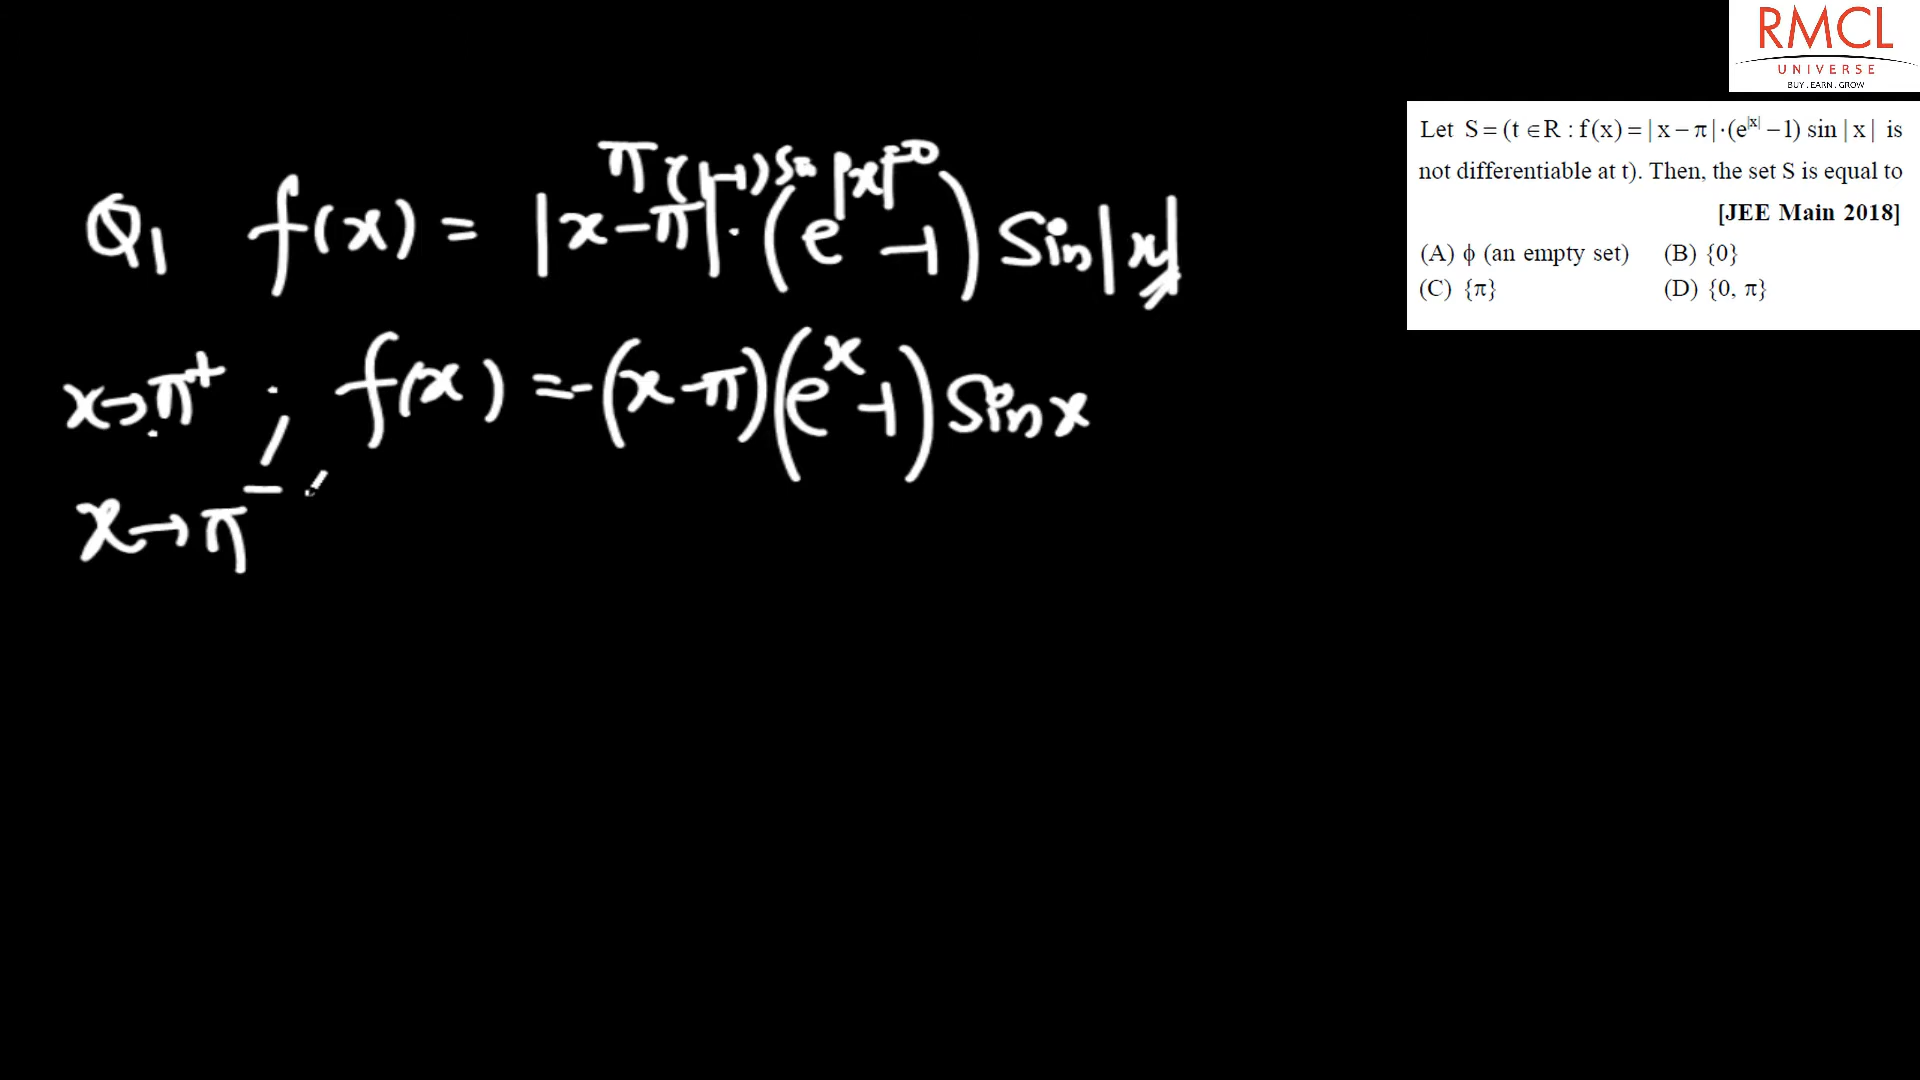 RMCL
UNIVERSE
BUY . EARN . GROW
Let S = (t ∈ R : f (x) = | x − π | · (e^|x| − 1) sin | x | is
not differentiable at t). Then, the set S is equal to
[JEE Main 2018]
(A) ϕ (an empty set) (B) {0}
(C) {π} (D) {0, π}
Q1 f(x) = |x-π| · (e^|x| -1) Sin|x|
x→π⁺ ; f(x) = -(x-π)(e^x -1) Sin x
x→π⁻